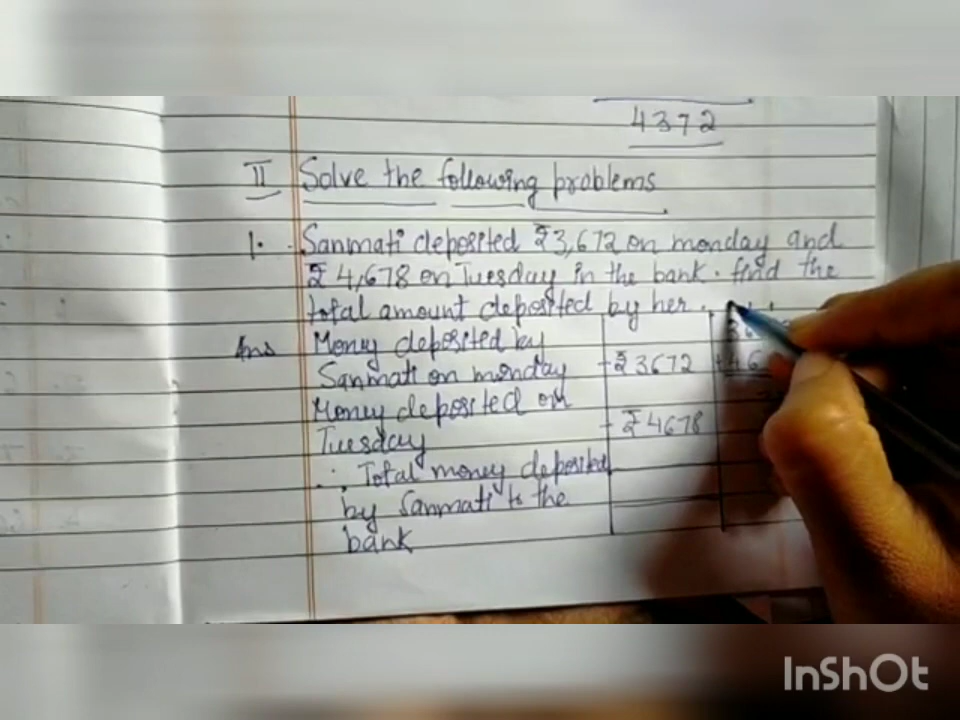 4372
II Solve the following problems
1. Sanmati deposited ₹3,672 on monday and
₹ 4,678 on Tuesday in the bank. find the
total amount deposited by her.
Ans Money deposited by
Sanmati on monday - ₹3672
Money deposited on
Tuesday - ₹4678
∴ Total money deposited
by Sanmati to the
bank
36
+46
InShOt